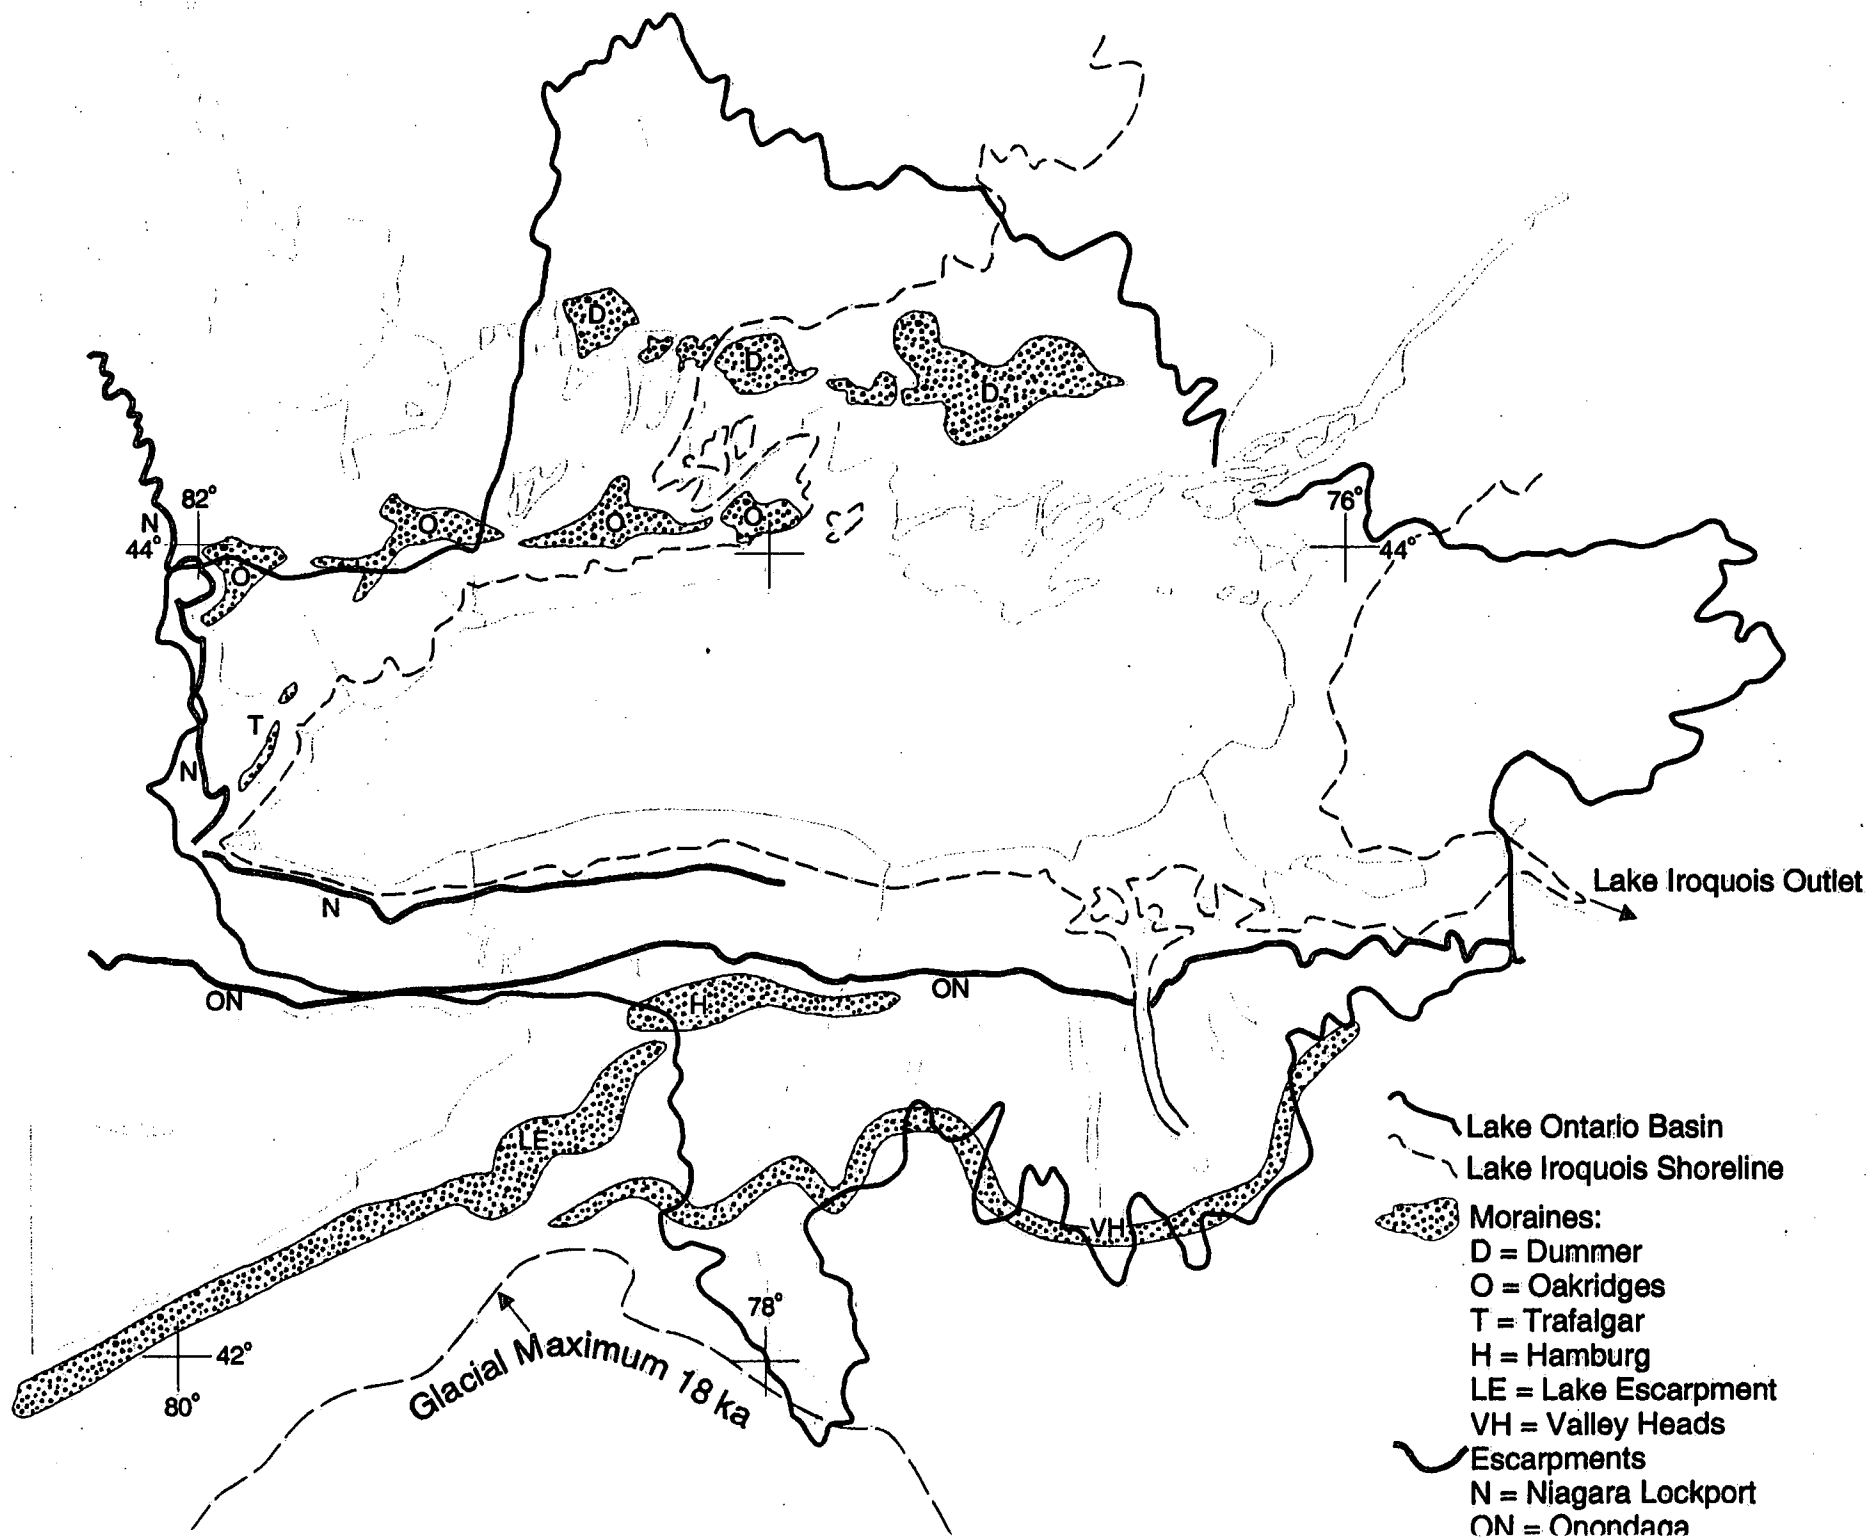 D
D
D
82°
N
44°
O
O
O
O
76°
44°
T
N
Lake Iroquois Outlet
N
ON
H
ON
LE
VH
78°
42°
80°
Glacial Maximum 18 ka
Lake Ontario Basin
Lake Iroquois Shoreline
Moraines:
D = Dummer
O = Oakridges
T = Trafalgar
H = Hamburg
LE = Lake Escarpment
VH = Valley Heads
Escarpments
N = Niagara Lockport
ON = Onondaga